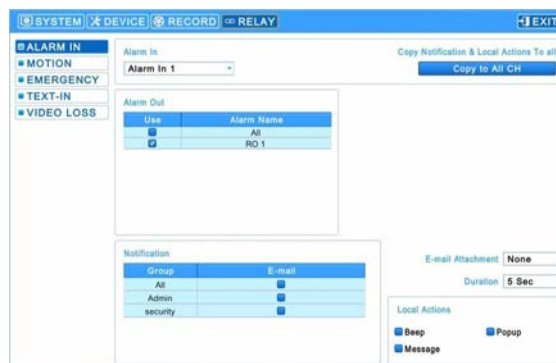 SYSTEM DEVICE RECORD RELAY EXIT
ALARM IN
MOTION
EMERGENCY
TEXT-IN
VIDEO LOSS
Alarm In
Alarm In 1
Copy Notification & Local Actions To all
Copy to All CH
Alarm Out
Use Alarm Name
All
RO 1
Notification
Group E-mail
All
Admin
security
E-mail Attachment None
Duration 5 Sec
Local Actions
Beep Popup
Message